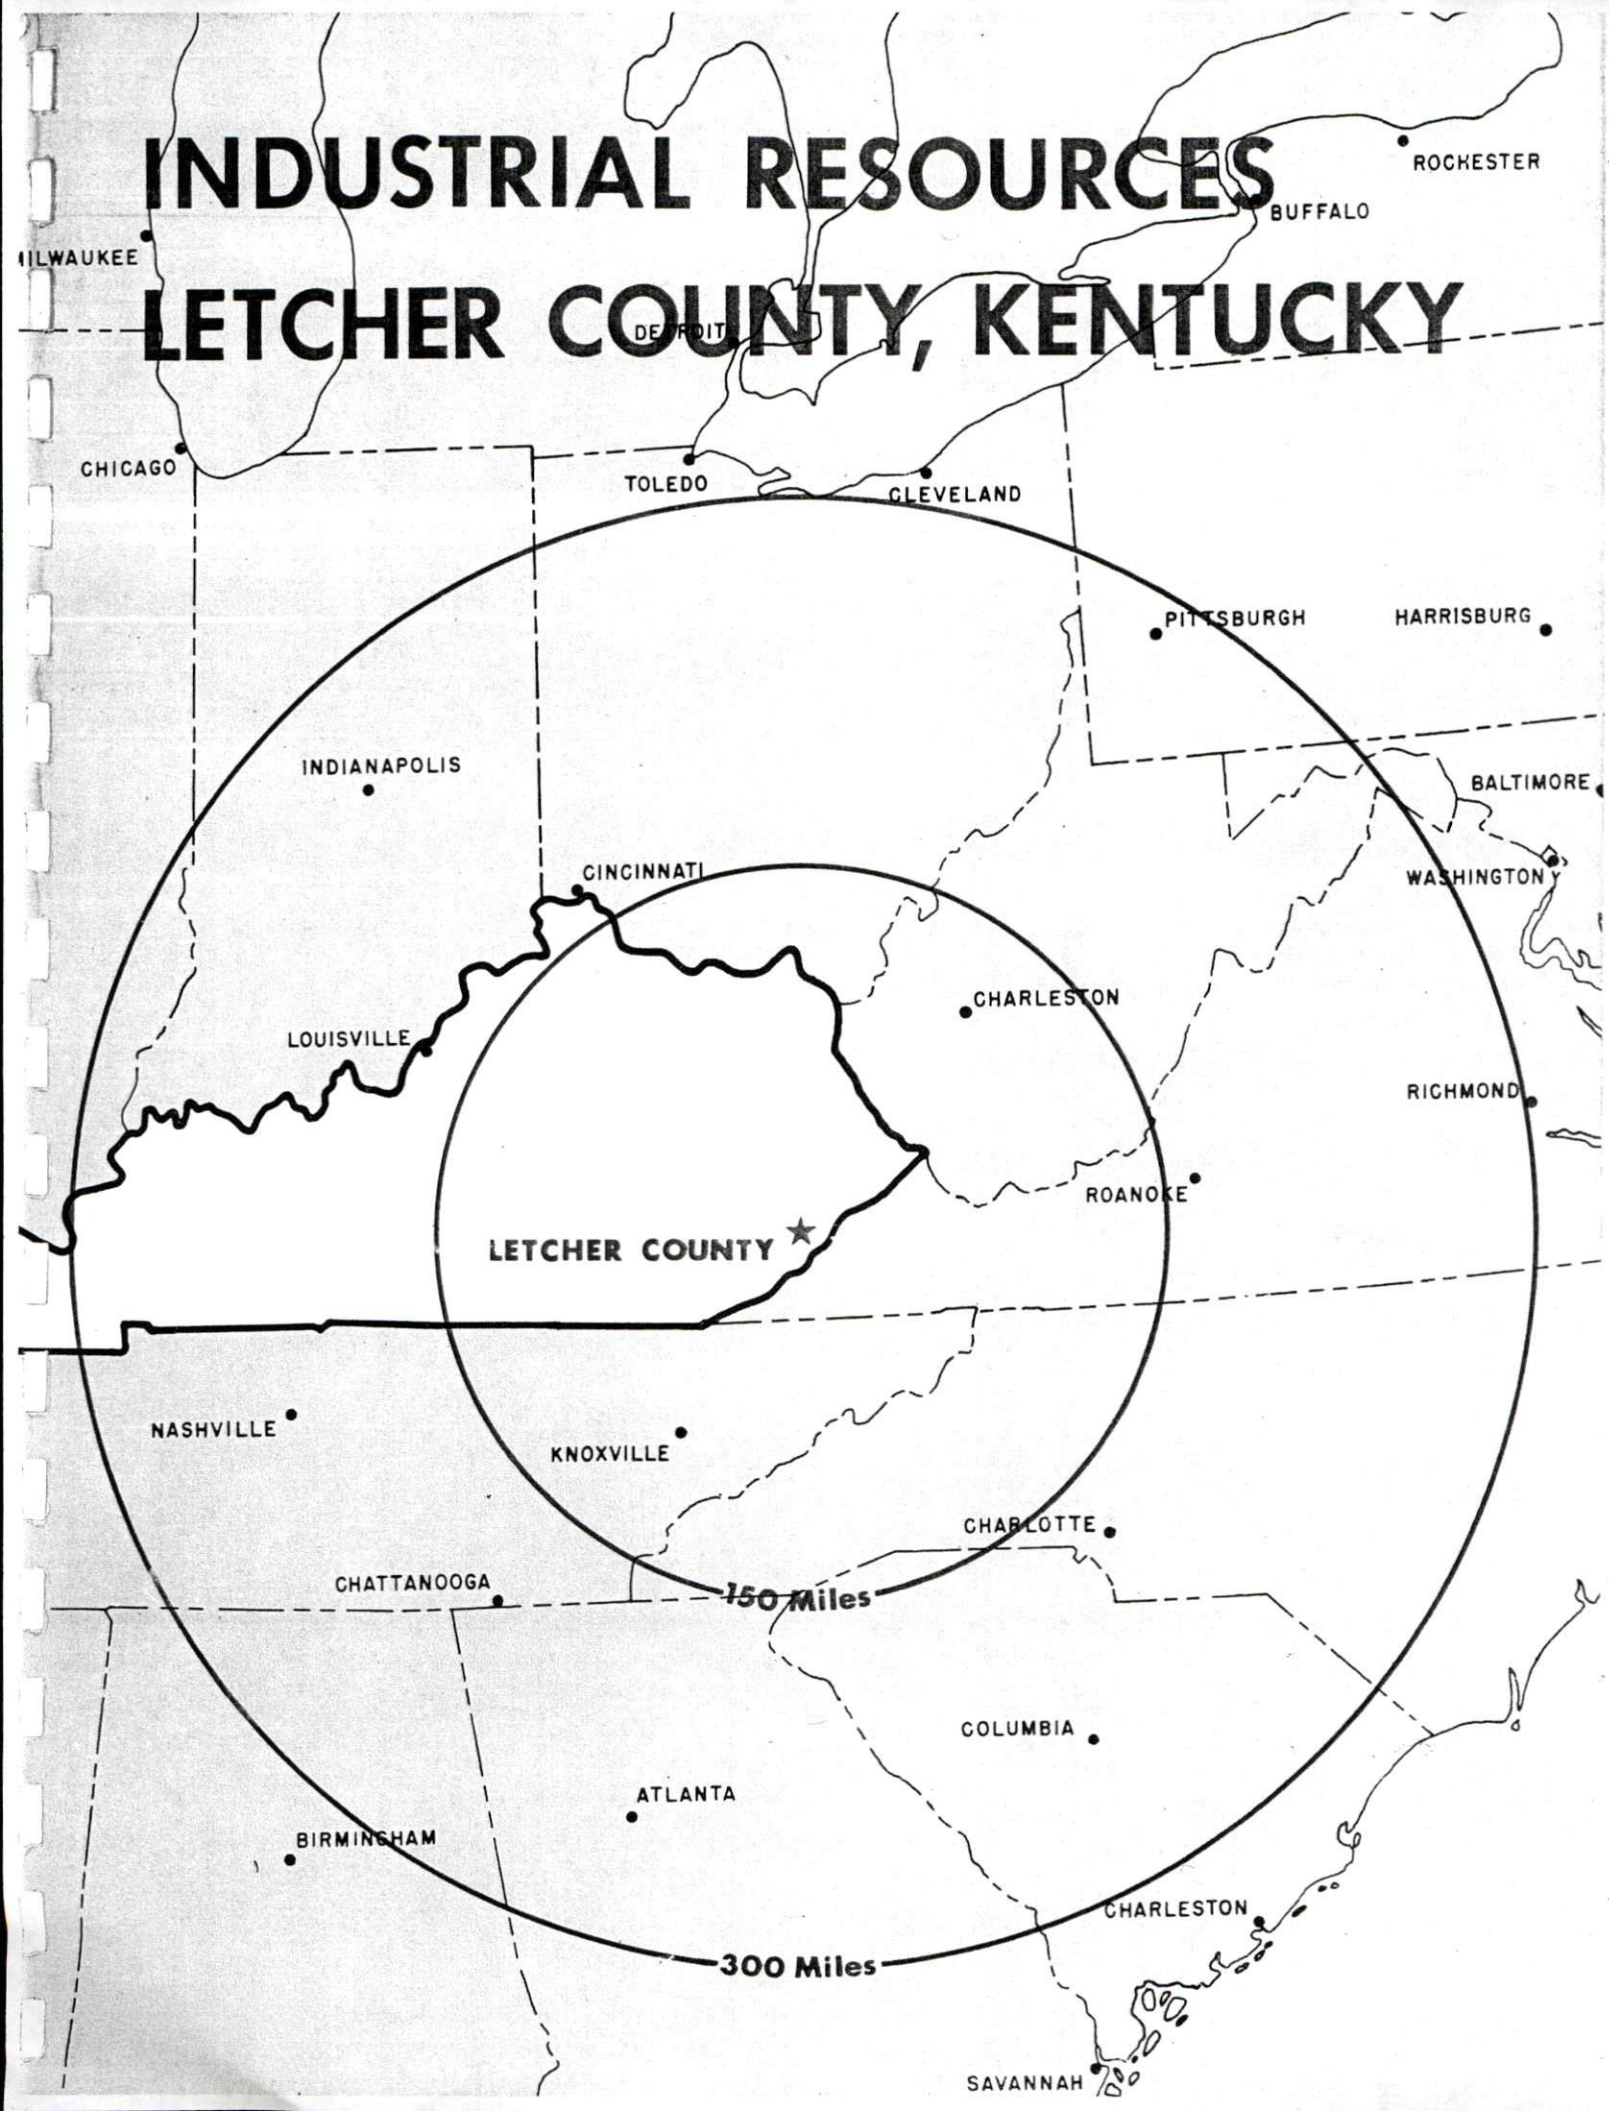 INDUSTRIAL RESOURCES
ROCHESTER
BUFFALO
MILWAUKEE
LETCHER COUNTY, KENTUCKY
DETROIT
CHICAGO
TOLEDO
CLEVELAND
PITTSBURGH
HARRISBURG
INDIANAPOLIS
BALTIMORE
CINCINNATI
WASHINGTON
CHARLESTON
LOUISVILLE
RICHMOND
ROANOKE
LETCHER COUNTY
NASHVILLE
KNOXVILLE
CHARLOTTE
CHATTANOOGA
150 Miles
COLUMBIA
ATLANTA
BIRMINGHAM
CHARLESTON
300 Miles
SAVANNAH